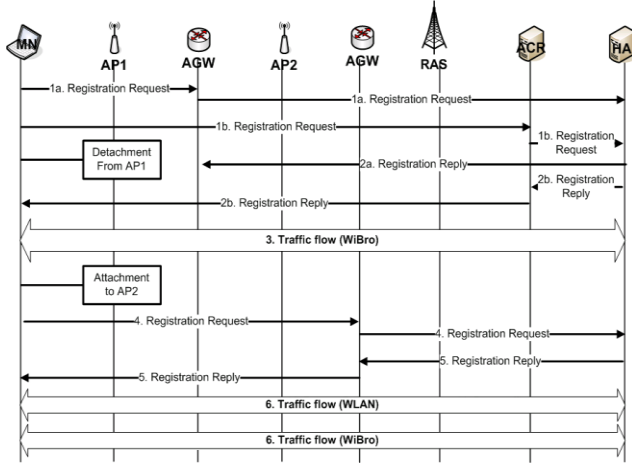 MN
AP1
AGW
AP2
AGW
RAS
ACR
HA
1a. Registration Request
1a. Registration Request
1b. Registration Request
1b. Registration
Request
Detachment
From AP1
2a. Registration Reply
2b. Registration
Reply
2b. Registration Reply
3. Traffic flow (WiBro)
Attachment
to AP2
4. Registration Request
4. Registration Request
5. Registration Reply
5. Registration Reply
6. Traffic flow (WLAN)
6. Traffic flow (WiBro)